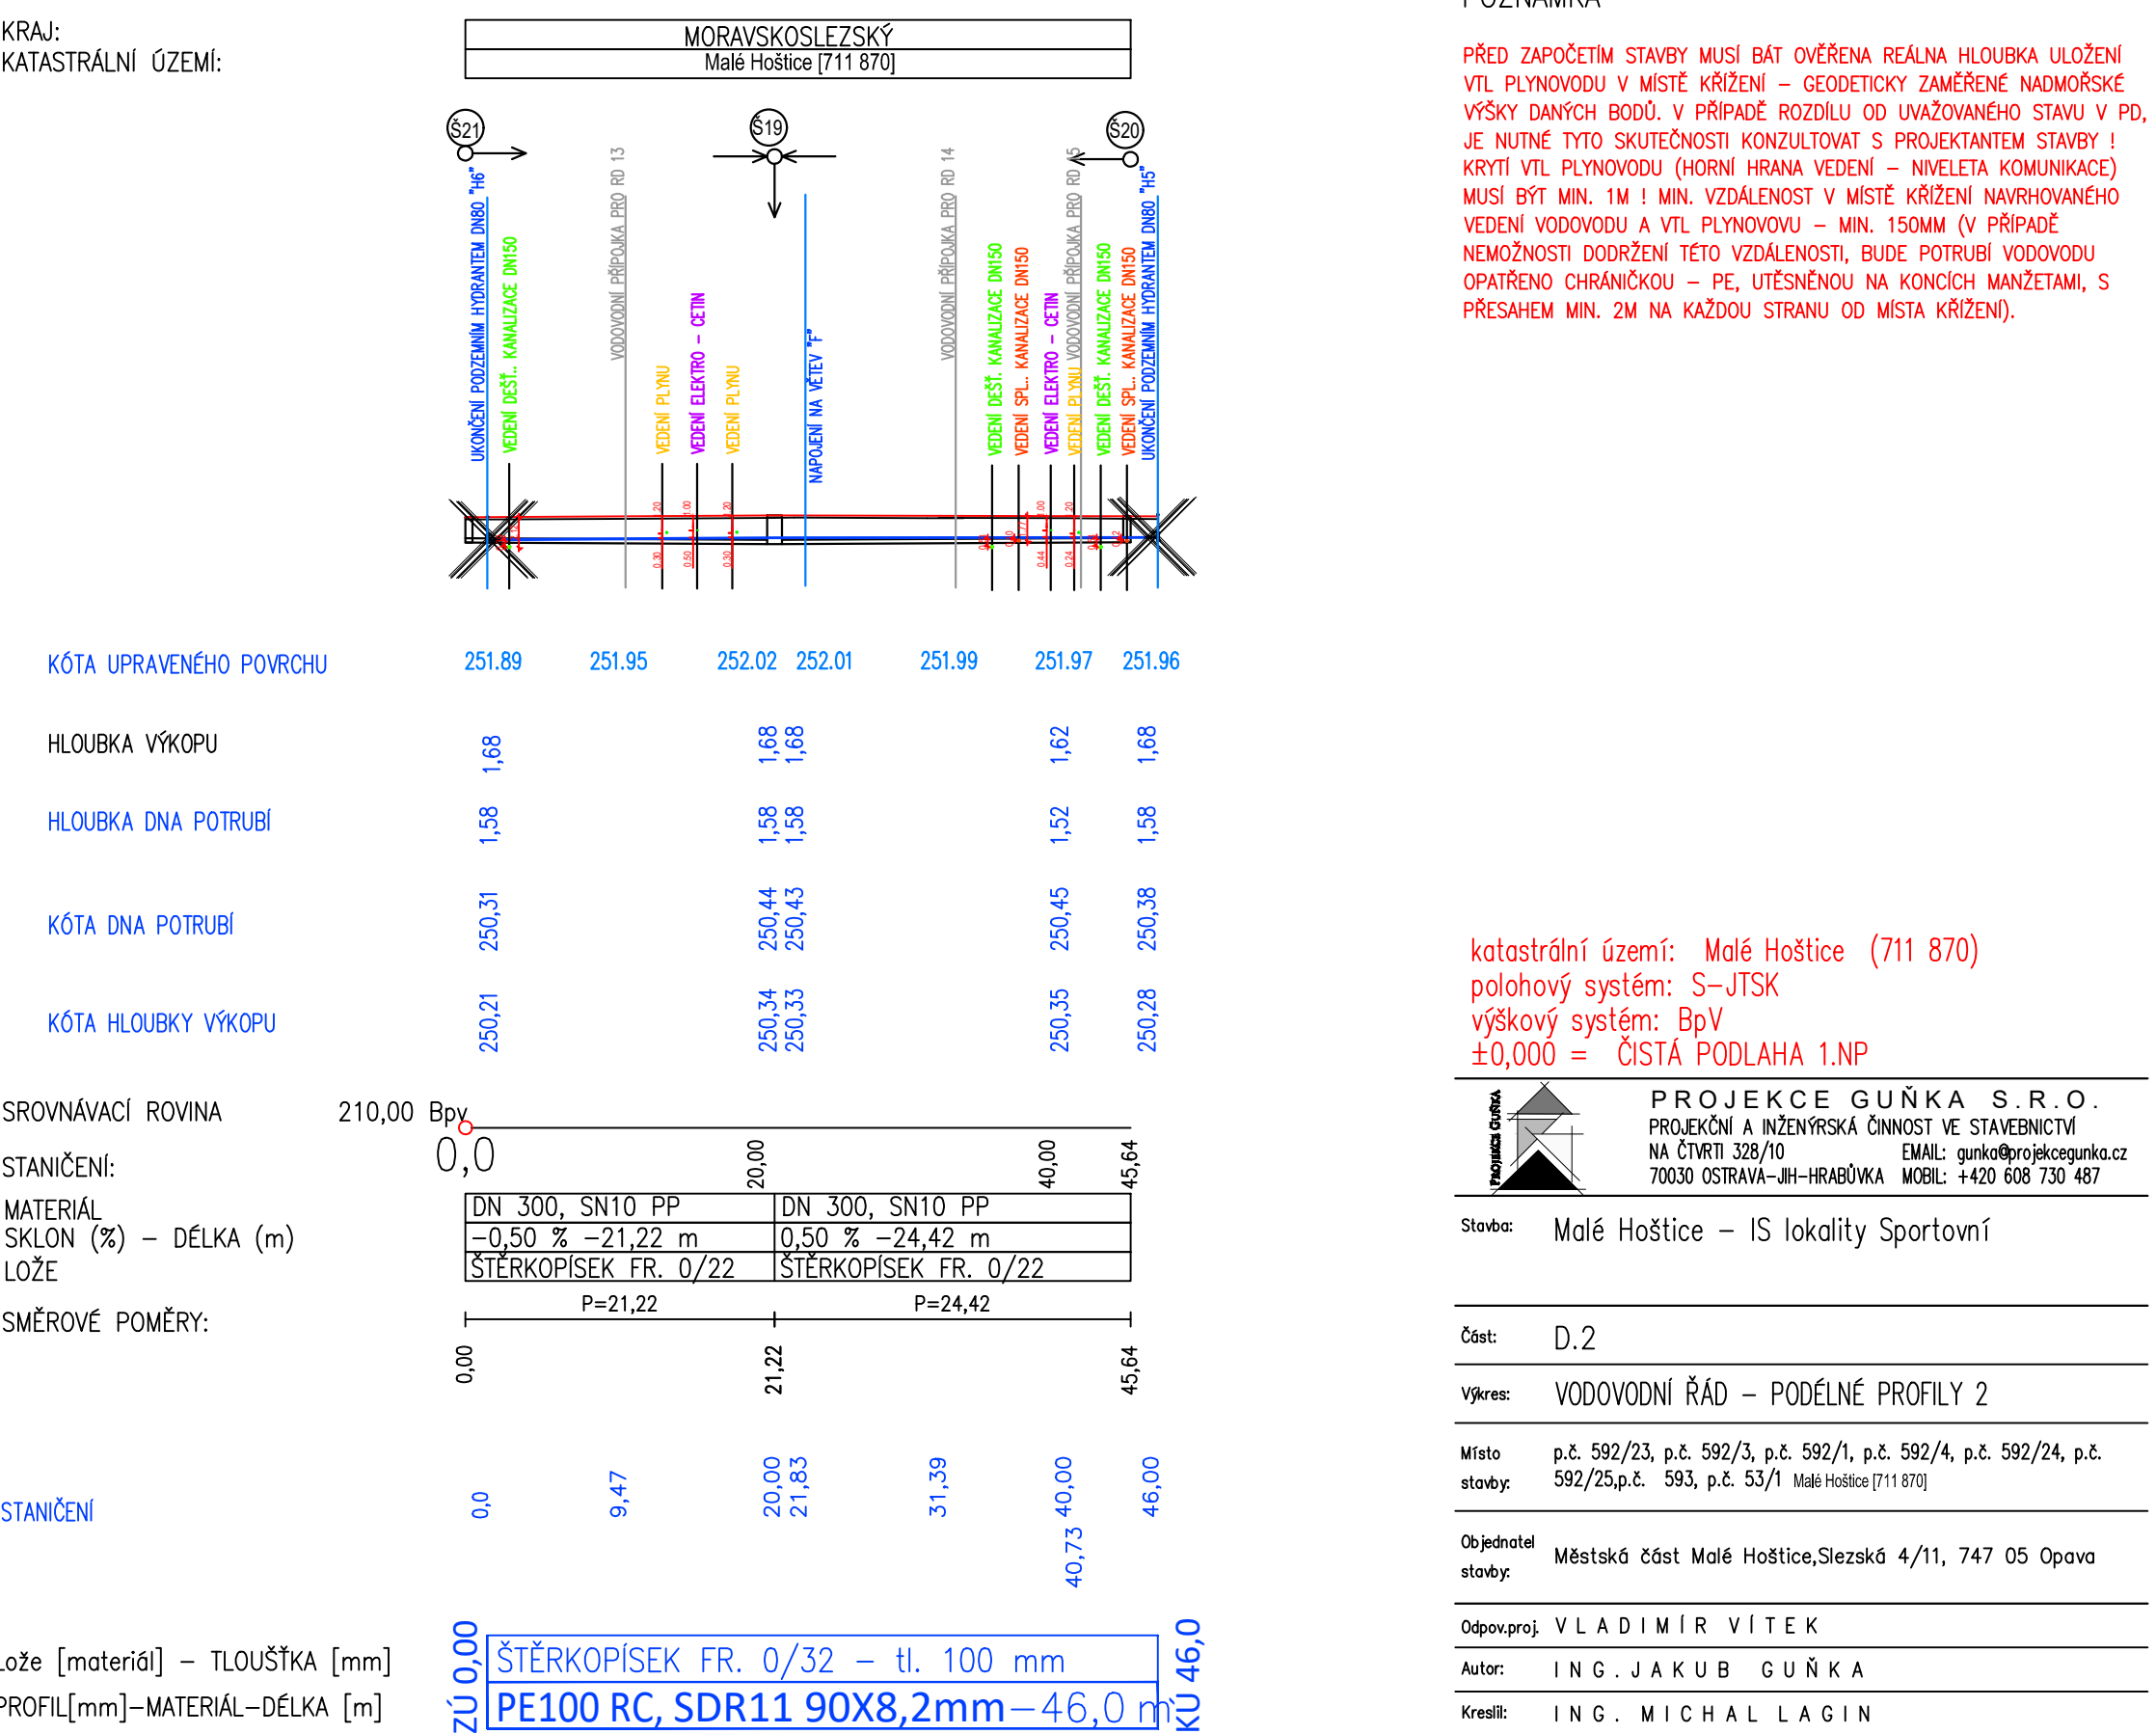 KRAJ:
KATASTRÁLNÍ ÚZEMÍ:
MORAVSKOSLEZSKÝ
Malé Hoštice [711 870]
Š21
Š19
Š20
UKONČENÍ PODZEMNÍM HYDRANTEM DN80 "H6"
VEDENÍ DEŠŤ.. KANALIZACE DN150
VODOVODNÍ PŘÍPOJKA PRO RD 13
VEDENÍ PLYNU
VEDENÍ ELEKTRO – CETIN
VEDENÍ PLYNU
NAPOJENÍ NA VĚTEV "F"
VODOVODNÍ PŘÍPOJKA PRO RD 14
VEDENÍ DEŠŤ. KANALIZACE DN150
VEDENÍ SPL.. KANALIZACE DN150
VEDENÍ ELEKTRO – CETIN
VEDENÍ PLYNU
VODOVODNÍ PŘÍPOJKA PRO RD
VEDENÍ DEŠŤ. KANALIZACE DN150
VEDENÍ SPL.. KANALIZACE DN150
UKONČENÍ PODZEMNÍM HYDRANTEM DN80 "H5"
0,30 0,50 0,30 0,44 0,24
KÓTA UPRAVENÉHO POVRCHU
251.89 251.95 252.02 252.01 251.99 251.97 251.96
HLOUBKA VÝKOPU
1,68 1,68 1,68 1,62 1,68
HLOUBKA DNA POTRUBÍ
1,58 1,58 1,58 1,52 1,58
KÓTA DNA POTRUBÍ
250,31 250,44 250,43 250,45 250,38
KÓTA HLOUBKY VÝKOPU
250,21 250,34 250,33 250,35 250,28
SROVNÁVACÍ ROVINA 210,00 Bpv
STANIČENÍ:
0,0 20,00 40,00 45,64
MATERIÁL
DN 300, SN10 PP DN 300, SN10 PP
SKLON (%) – DÉLKA (m)
–0,50 % –21,22 m 0,50 % –24,42 m
LOŽE
ŠTĚRKOPÍSEK FR. 0/22 ŠTĚRKOPÍSEK FR. 0/22
SMĚROVÉ POMĚRY:
P=21,22 P=24,42
0,00 21,22 45,64
STANIČENÍ
0,0 9,47 20,00 21,83 31,39 40,00 46,00
40,73
ZÚ 0,00
KÚ 46,0
Lože [materiál] – TLOUŠŤKA [mm]
ŠTĚRKOPÍSEK FR. 0/32 – tl. 100 mm
PROFIL[mm]–MATERIÁL–DÉLKA [m]
PE100 RC, SDR11 90X8,2mm–46,0 m
POZNÁMKA
PŘED ZAPOČETÍM STAVBY MUSÍ BÁT OVĚŘENA REÁLNA HLOUBKA ULOŽENÍ
VTL PLYNOVODU V MÍSTĚ KŘÍŽENÍ – GEODETICKY ZAMĚŘENÉ NADMOŘSKÉ
VÝŠKY DANÝCH BODŮ. V PŘÍPADĚ ROZDÍLU OD UVAŽOVANÉHO STAVU V PD,
JE NUTNÉ TYTO SKUTEČNOSTI KONZULTOVAT S PROJEKTANTEM STAVBY !
KRYTÍ VTL PLYNOVODU (HORNÍ HRANA VEDENÍ – NIVELETA KOMUNIKACE)
MUSÍ BÝT MIN. 1M ! MIN. VZDÁLENOST V MÍSTĚ KŘÍŽENÍ NAVRHOVANÉHO
VEDENÍ VODOVODU A VTL PLYNOVOVU – MIN. 150MM (V PŘÍPADĚ
NEMOŽNOSTI DODRŽENÍ TÉTO VZDÁLENOSTI, BUDE POTRUBÍ VODOVODU
OPATŘENO CHRÁNIČKOU – PE, UTĚSNĚNOU NA KONCÍCH MANŽETAMI, S
PŘESAHEM MIN. 2M NA KAŽDOU STRANU OD MÍSTA KŘÍŽENÍ).
katastrální území: Malé Hoštice (711 870)
polohový systém: S–JTSK
výškový systém: BpV
±0,000 = ČISTÁ PODLAHA 1.NP
PROJEKCE GUŇKA
PROJEKCE GUŇKA S.R.O.
PROJEKČNÍ A INŽENÝRSKÁ ČINNOST VE STAVEBNICTVÍ
NA ČTVRTI 328/10 EMAIL: gunka@projekcegunka.cz
70030 OSTRAVA–JIH–HRABŮVKA MOBIL: +420 608 730 487
Stavba: Malé Hoštice – IS lokality Sportovní
Část: D.2
Výkres: VODOVODNÍ ŘÁD – PODÉLNÉ PROFILY 2
Místo stavby: p.č. 592/23, p.č. 592/3, p.č. 592/1, p.č. 592/4, p.č. 592/24, p.č.
592/25,p.č. 593, p.č. 53/1 Malé Hoštice [711 870]
Objednatel stavby: Městská část Malé Hoštice,Slezská 4/11, 747 05 Opava
Odpov.proj. VLADIMÍR VÍTEK
Autor: ING.JAKUB GUŇKA
Kreslil: ING. MICHAL LAGIN